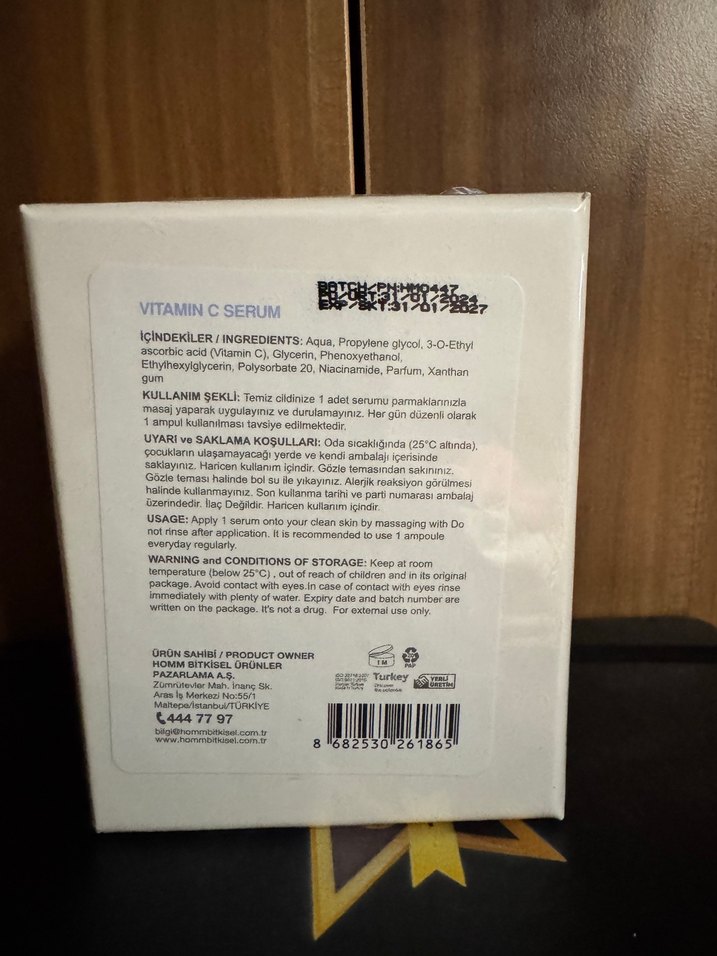 BATCH/PN:HM0447
PD/URT:31/01/2024
EXP/SKT:31/01/2027
VITAMIN C SERUM
İÇİNDEKİLER / INGREDIENTS: Aqua, Propylene glycol, 3-O-Ethyl
ascorbic acid (Vitamin C), Glycerin, Phenoxyethanol,
Ethylhexylglycerin, Polysorbate 20, Niacinamide, Parfum, Xanthan
gum
KULLANIM ŞEKLİ: Temiz cildinize 1 adet serumu parmaklarınızla
masaj yaparak uygulayınız ve durulamayınız. Her gün düzenli olarak
1 ampul kullanılması tavsiye edilmektedir.
UYARI ve SAKLAMA KOŞULLARI: Oda sıcaklığında (25°C altında),
çocukların ulaşamayacağı yerde ve kendi ambalajı içerisinde
saklayınız. Haricen kullanım içindir. Gözle temasından sakınınız.
Gözle teması halinde bol su ile yıkayınız. Alerjik reaksiyon görülmesi
halinde kullanmayınız. Son kullanma tarihi ve parti numarası ambalaj
üzerindedir. İlaç Değildir. Haricen kullanım içindir.
USAGE: Apply 1 serum onto your clean skin by massaging with Do
not rinse after application. It is recommended to use 1 ampoule
everyday regularly.
WARNING and CONDITIONS OF STORAGE: Keep at room
temperature (below 25°C) , out of reach of children and in its original
package. Avoid contact with eyes.In case of contact with eyes rinse
immediately with plenty of water. Expiry date and batch number are
written on the package. It's not a drug. For external use only.
ÜRÜN SAHİBİ / PRODUCT OWNER
HOMM BİTKİSEL ÜRÜNLER
PAZARLAMA A.Ş.
Zümrütevler Mah. İnanç Sk.
Aras İş Merkezi No:55/1
Maltepe/İstanbul/TÜRKİYE
444 77 97
bilgi@hommbitkisel.com.tr
www.hommbitkisel.com.tr
1 M
PAP
Turkey
Discover
the potential
YERLİ
ÜRETİM
8 682530 261865